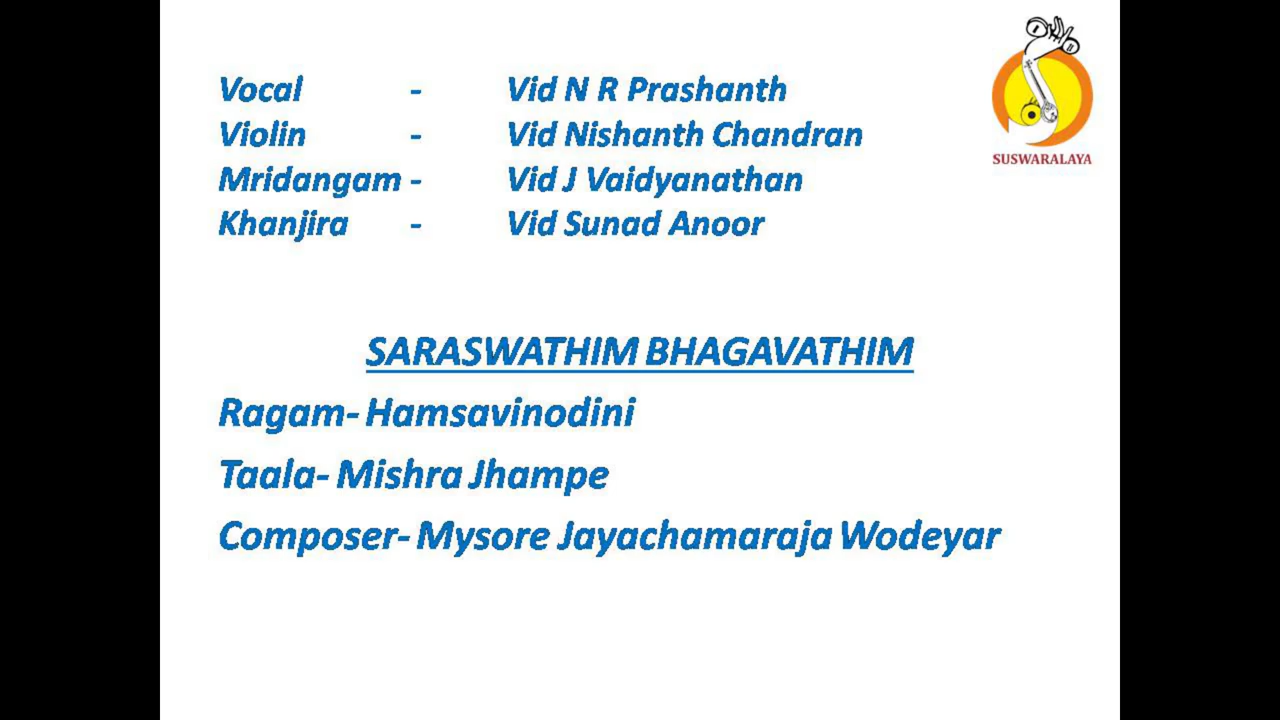 Vocal - Vid N R Prashanth
Violin - Vid Nishanth Chandran
Mridangam - Vid J Vaidyanathan
Khanjira - Vid Sunad Anoor
SUSWARALAYA
SARASWATHIM BHAGAVATHIM
Ragam- Hamsavinodini
Taala- Mishra Jhampe
Composer- Mysore Jayachamaraja Wodeyar